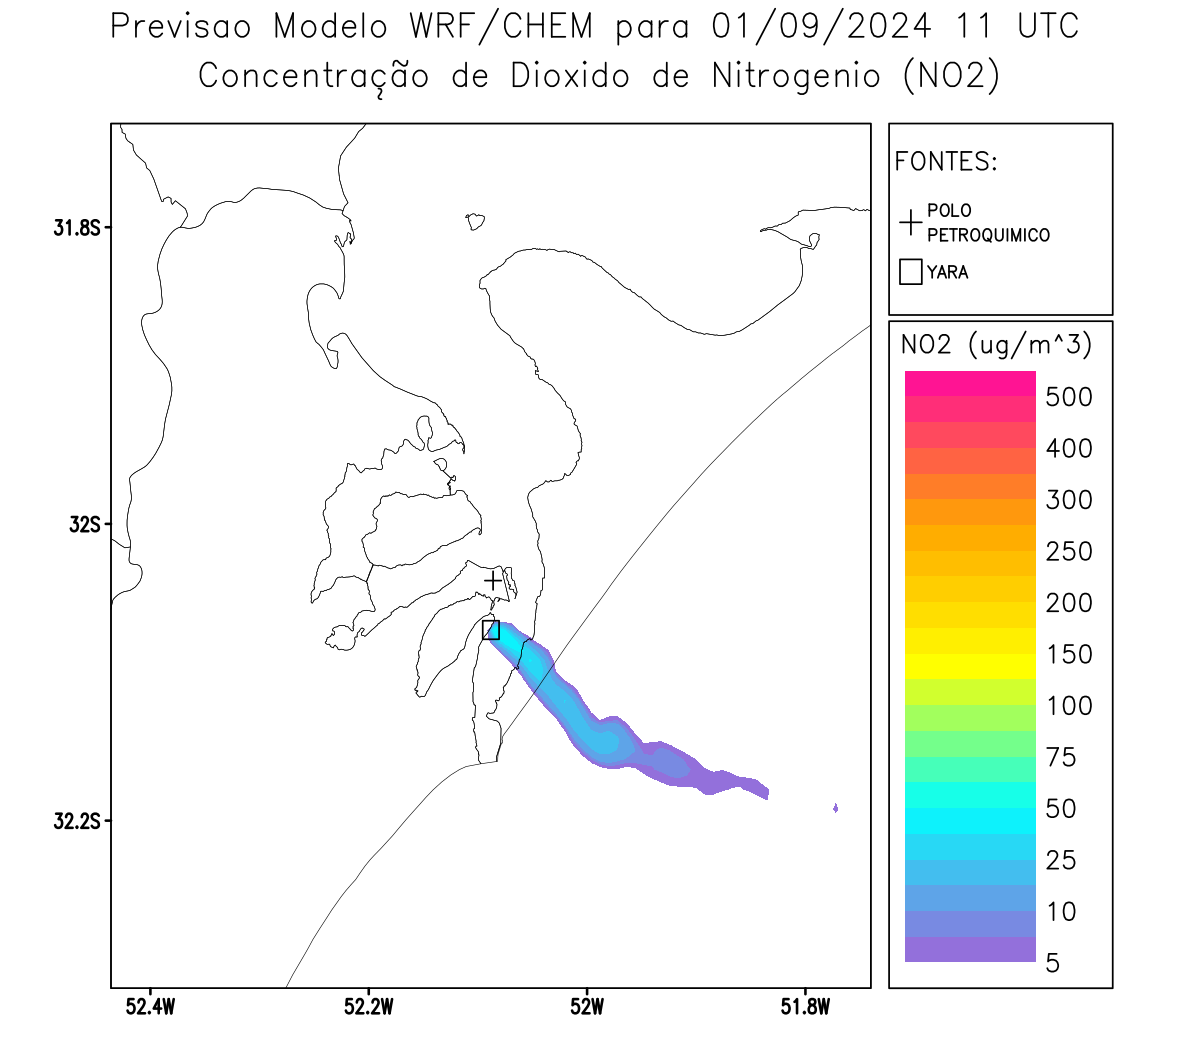 Previsao Modelo WRF/CHEM para 01/09/2024 11 UTC
Concentração de Dioxido de Nitrogenio (NO2)
FONTES:
POLO
PETROQUIMICO
YARA
NO2 (ug/m^3)
500
400
300
250
200
150
100
75
50
25
10
5
31.8S
32S
32.2S
52.4W
52.2W
52W
51.8W